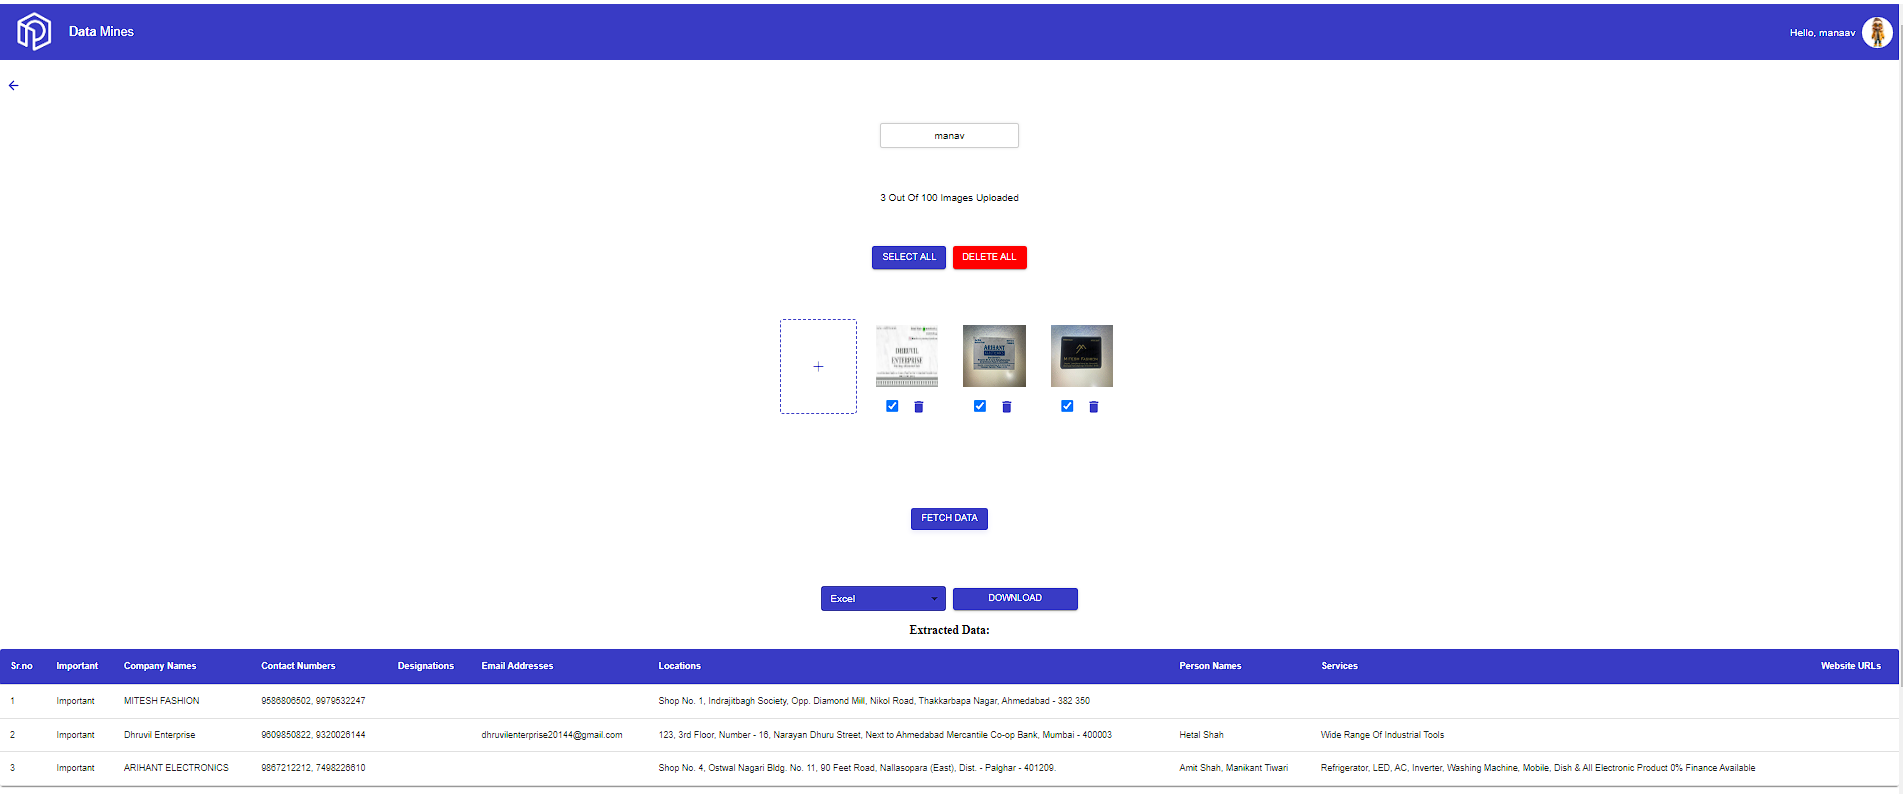 Data Mines
Hello, manaav
manav
3 Out Of 100 Images Uploaded
SELECT ALL DELETE ALL
DHRUVIL
ENTERPRISE
ARIHANT
MITESH FASHION
FETCH DATA
Excel DOWNLOAD
Extracted Data:
Sr.no Important Company Names Contact Numbers Designations Email Addresses Locations Person Names Services Website URLs
1 Important MITESH FASHION 9586806502, 9979532247 Shop No. 1, Indrajitbagh Society, Opp. Diamond Mill, Nikol Road, Thakkarbapa Nagar, Ahmedabad - 382 350
2 Important Dhruvil Enterprise 9609850822, 9320026144 dhruvilenterprise20144@gmail.com 123, 3rd Floor, Number - 16, Narayan Dhuru Street, Next to Ahmedabad Mercantile Co-op Bank, Mumbai - 400003 Hetal Shah Wide Range Of Industrial Tools
3 Important ARIHANT ELECTRONICS 9867212212, 7498226610 Shop No. 4, Ostwal Nagari Bldg. No. 11, 90 Feet Road, Nallasopara (East), Dist. - Palghar - 401209. Amit Shah, Manikant Tiwari Refrigerator, LED, AC, Inverter, Washing Machine, Mobile, Dish & All Electronic Product 0% Finance Available